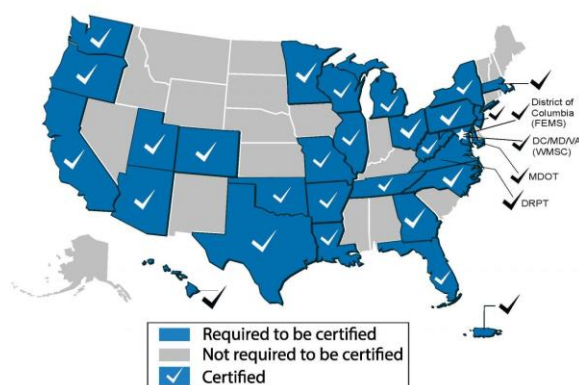 District of
Columbia
(FEMS)
DC/MD/VA
(WMSC)
MDOT
DRPT
Required to be certified
Not required to be certified
Certified